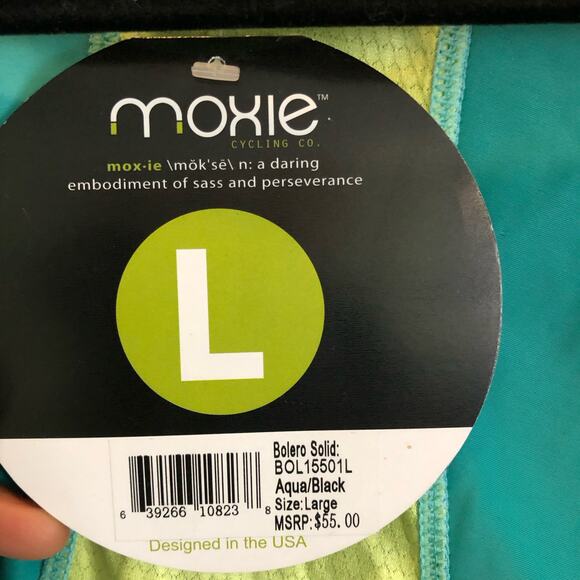 moxie™
CYCLING CO.
mox·ie \mŏk'sē\ n: a daring
embodiment of sass and perseverance
L
Bolero Solid:
BOL15501L
Aqua/Black
Size: Large
MSRP: $55.00
6 39266 10823 8
Designed in the USA